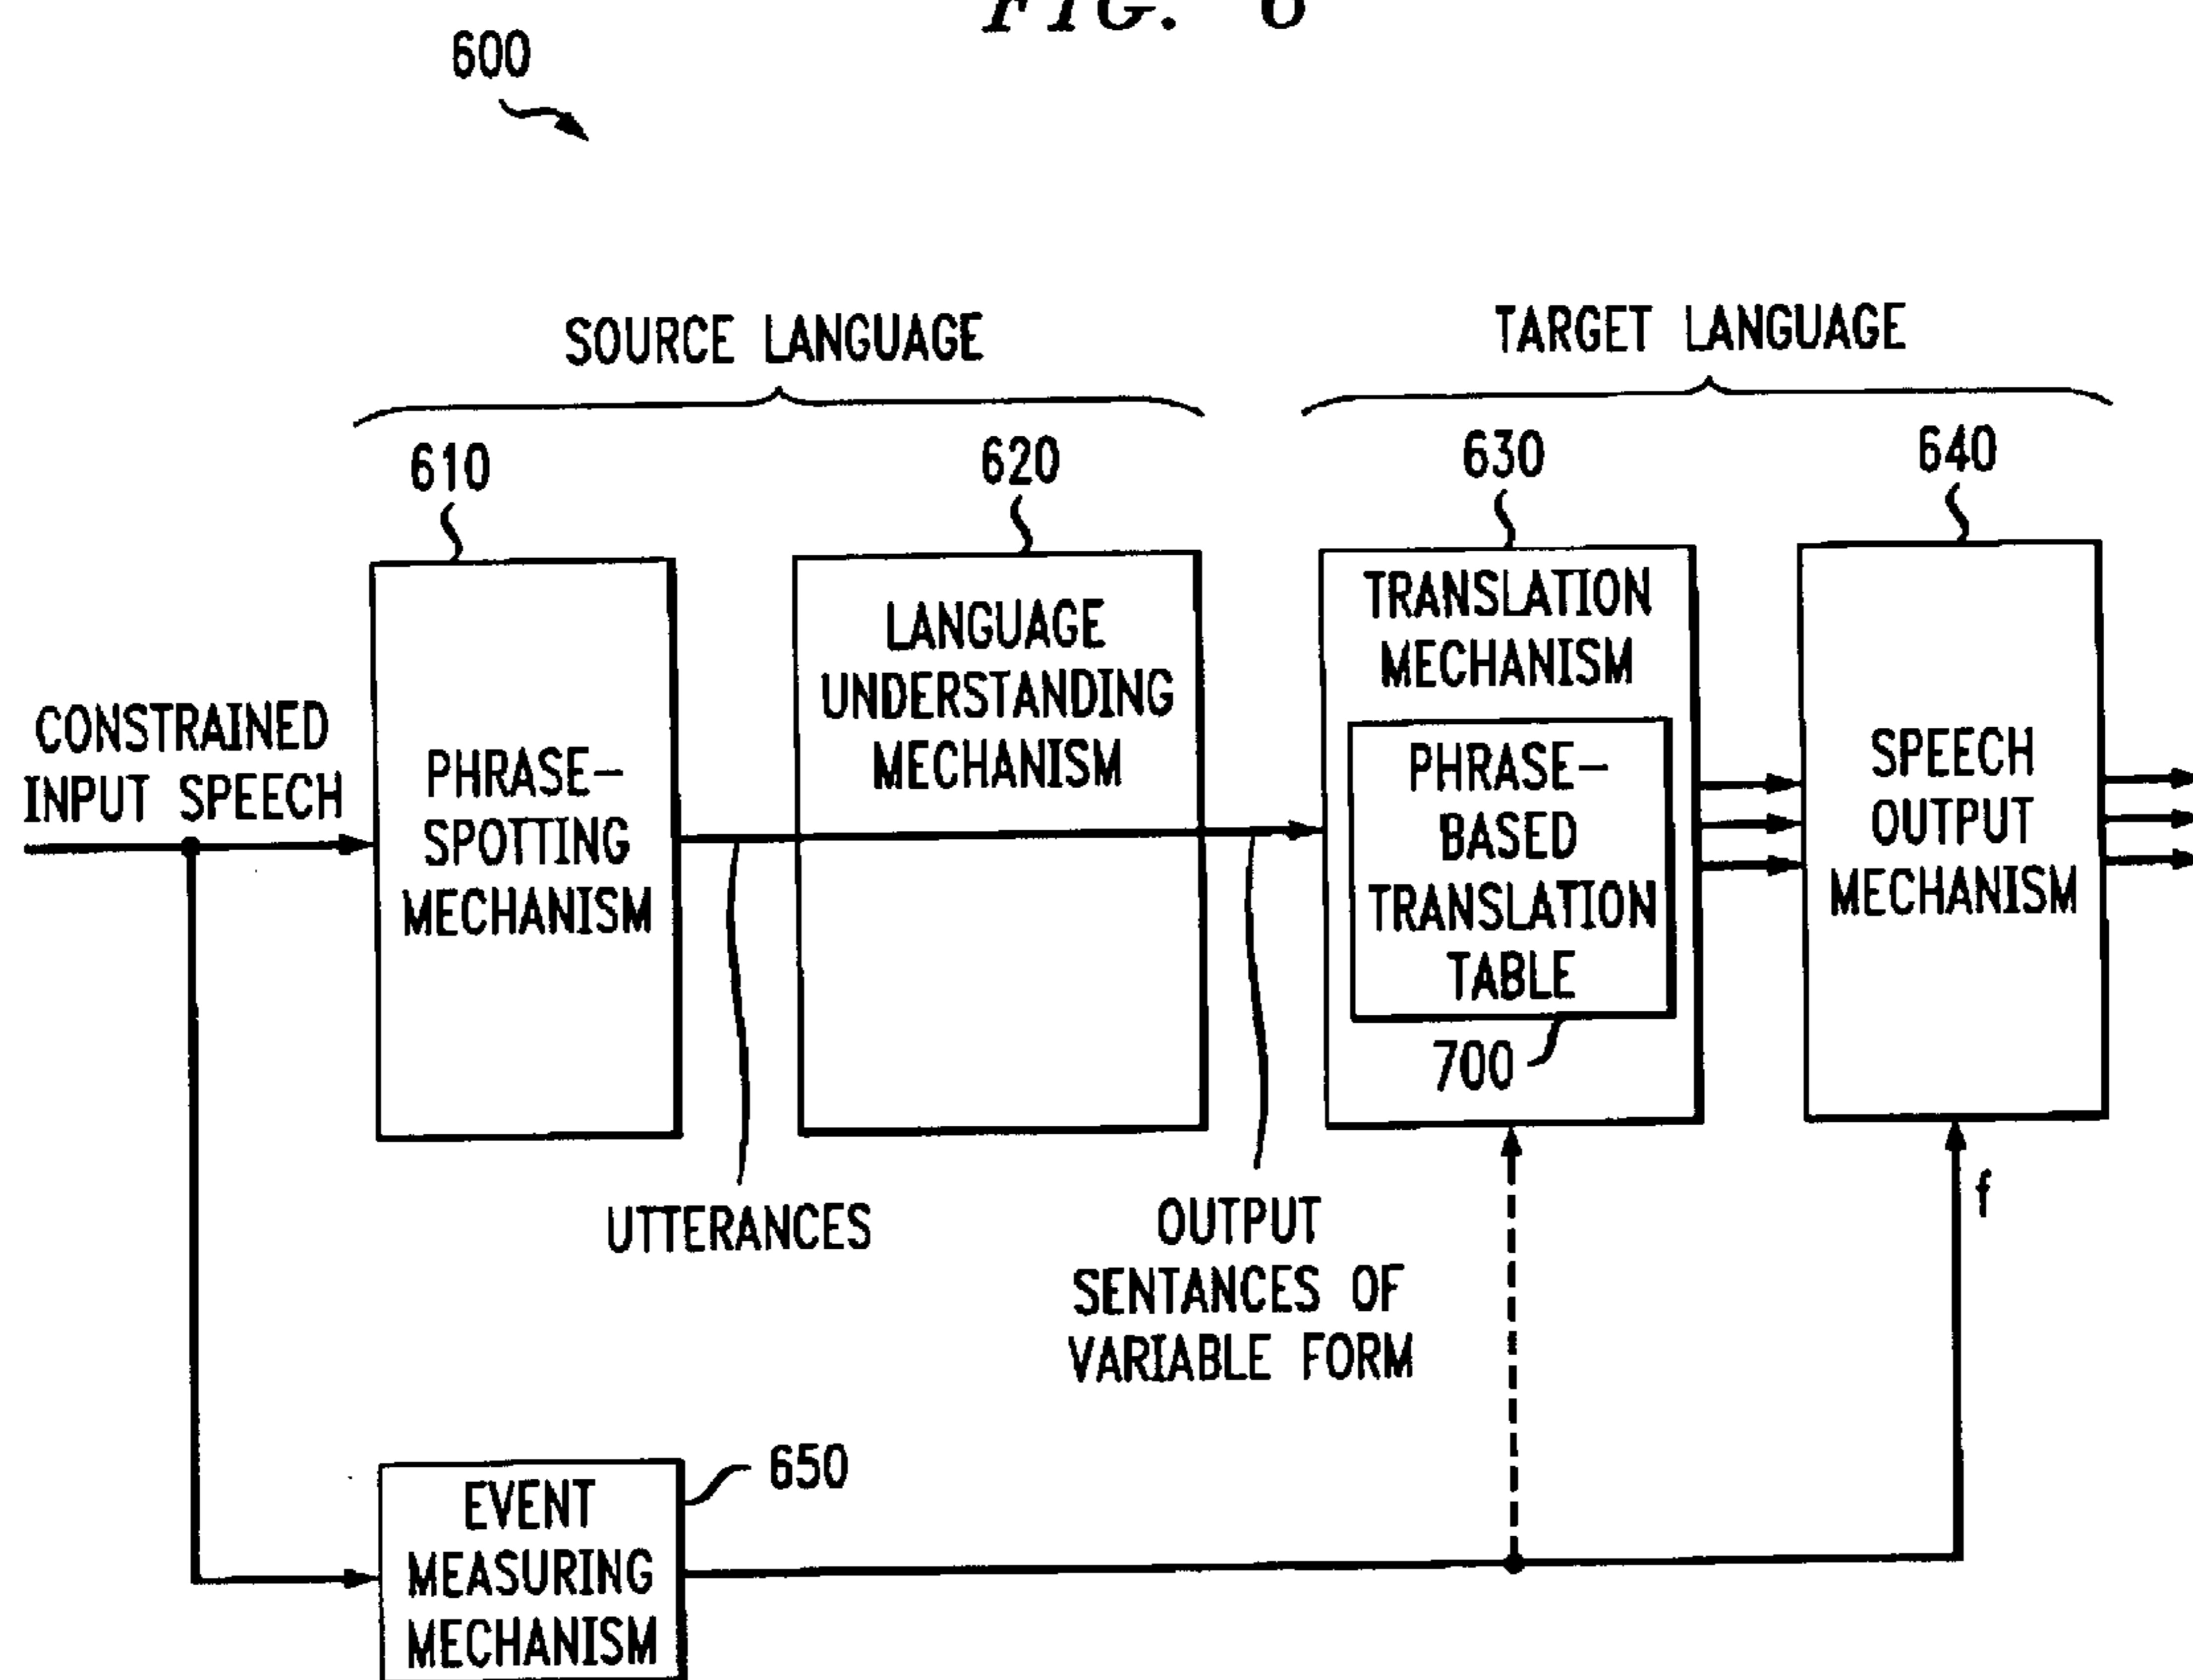 FIG. 6
600
SOURCE LANGUAGE
TARGET LANGUAGE
610
620
630
640
CONSTRAINED
INPUT SPEECH
PHRASE-
SPOTTING
MECHANISM
LANGUAGE
UNDERSTANDING
MECHANISM
TRANSLATION
MECHANISM
PHRASE-
BASED
TRANSLATION
TABLE
700
SPEECH
OUTPUT
MECHANISM
UTTERANCES
OUTPUT
SENTANCES OF
VARIABLE FORM
f
EVENT
MEASURING
MECHANISM
650